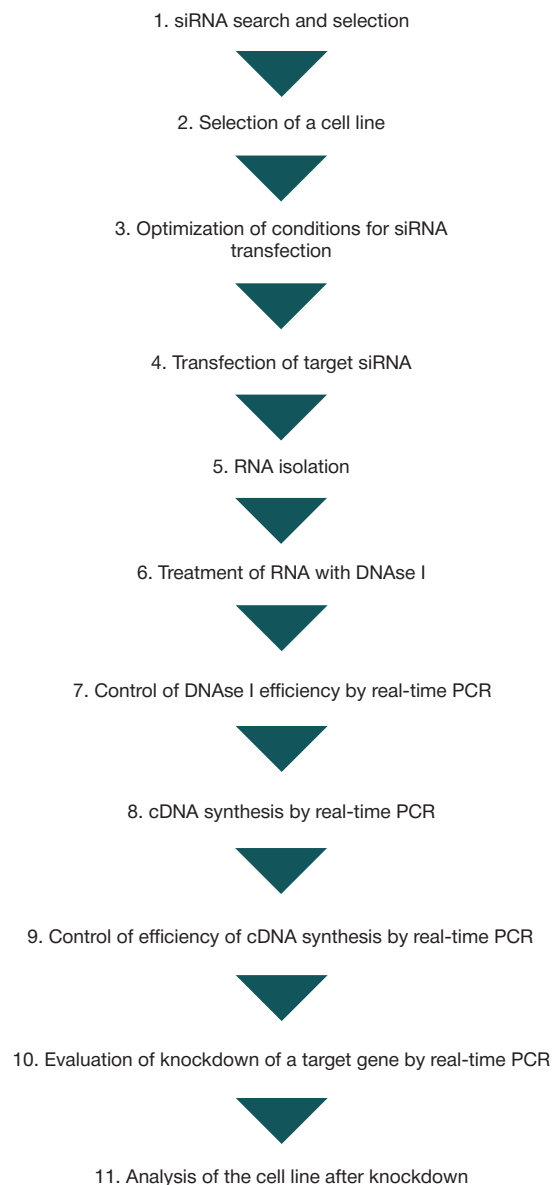 1. siRNA search and selection
2. Selection of a cell line
3. Optimization of conditions for siRNA
transfection
4. Transfection of target siRNA
5. RNA isolation
6. Treatment of RNA with DNAse I
7. Control of DNAse I efficiency by real-time PCR
8. cDNA synthesis by real-time PCR
9. Control of efficiency of cDNA synthesis by real-time PCR
10. Evaluation of knockdown of a target gene by real-time PCR
11. Analysis of the cell line after knockdown